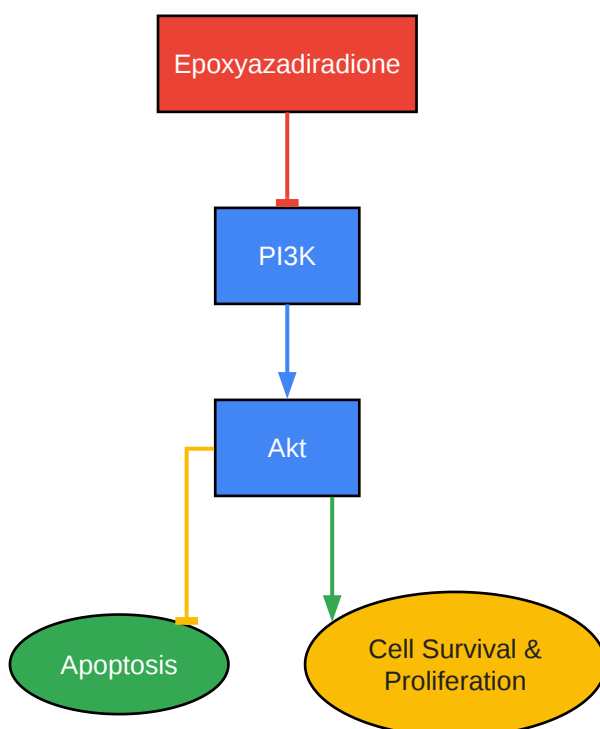 Epoxyazadiradione
PI3K
Akt
Apoptosis
Cell Survival &
Proliferation